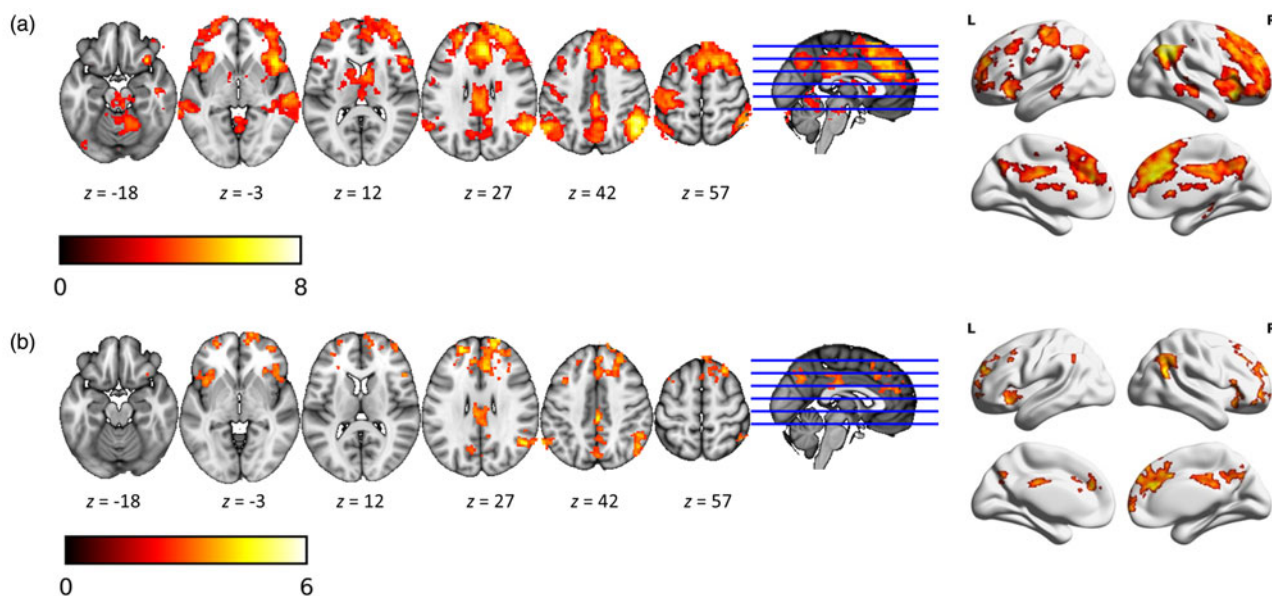 (a)
L R
z = -18 z = -3 z = 12 z = 27 z = 42 z = 57
0 8
(b)
L R
z = -18 z = -3 z = 12 z = 27 z = 42 z = 57
0 6